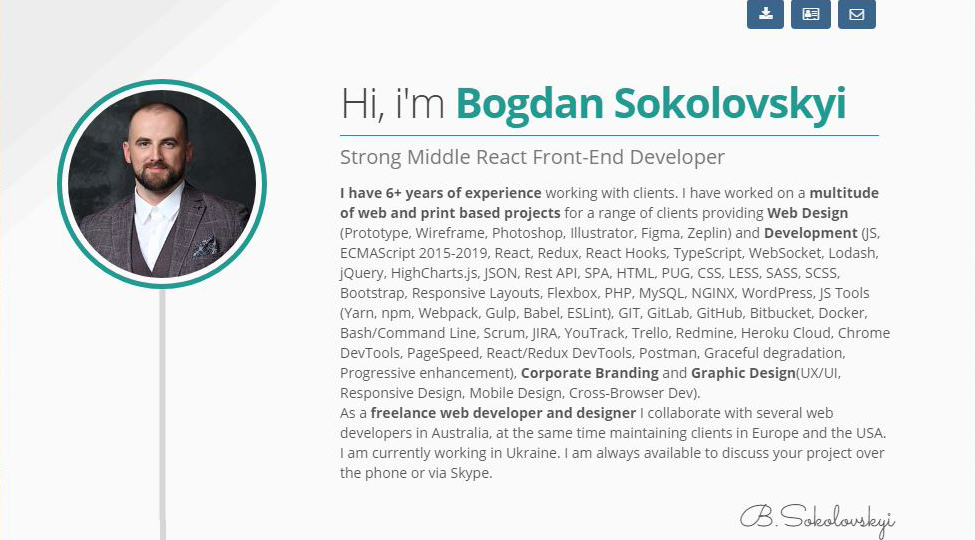 Hi, i'm Bogdan Sokolovskyi
Strong Middle React Front-End Developer
I have 6+ years of experience working with clients. I have worked on a multitude
of web and print based projects for a range of clients providing Web Design
(Prototype, Wireframe, Photoshop, Illustrator, Figma, Zeplin) and Development (JS,
ECMAScript 2015-2019, React, Redux, React Hooks, TypeScript, WebSocket, Lodash,
jQuery, HighCharts.js, JSON, Rest API, SPA, HTML, PUG, CSS, LESS, SASS, SCSS,
Bootstrap, Responsive Layouts, Flexbox, PHP, MySQL, NGINX, WordPress, JS Tools
(Yarn, npm, Webpack, Gulp, Babel, ESLint), GIT, GitLab, GitHub, Bitbucket, Docker,
Bash/Command Line, Scrum, JIRA, YouTrack, Trello, Redmine, Heroku Cloud, Chrome
DevTools, PageSpeed, React/Redux DevTools, Postman, Graceful degradation,
Progressive enhancement), Corporate Branding and Graphic Design(UX/UI,
Responsive Design, Mobile Design, Cross-Browser Dev).
As a freelance web developer and designer I collaborate with several web
developers in Australia, at the same time maintaining clients in Europe and the USA.
I am currently working in Ukraine. I am always available to discuss your project over
the phone or via Skype.
B.Sokolovskyi